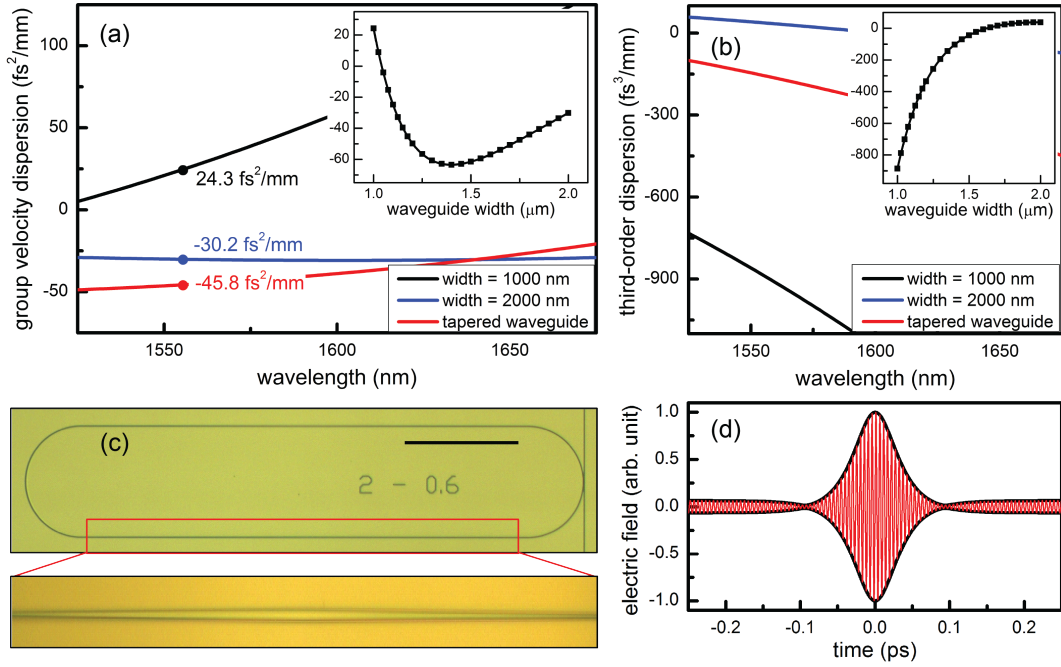 (a)
group velocity dispersion (fs²/mm)
100
50
0
-50
24.3 fs²/mm
-30.2 fs²/mm
-45.8 fs²/mm
1550
1600
1650
wavelength (nm)
width = 1000 nm
width = 2000 nm
tapered waveguide
40
20
0
-20
-40
-60
1.0
1.5
2.0
waveguide width (μm)
(b)
third-order dispersion (fs³/mm)
0
-300
-600
-900
1550
1600
1650
wavelength (nm)
width = 1000 nm
width = 2000 nm
tapered waveguide
0
-200
-400
-600
-800
1.0
1.5
2.0
waveguide width (μm)
(c)
2 - 0.6
(d)
electric field (arb. unit)
1.0
0.5
0.0
-0.5
-1.0
-0.2
-0.1
0.0
0.1
0.2
time (ps)